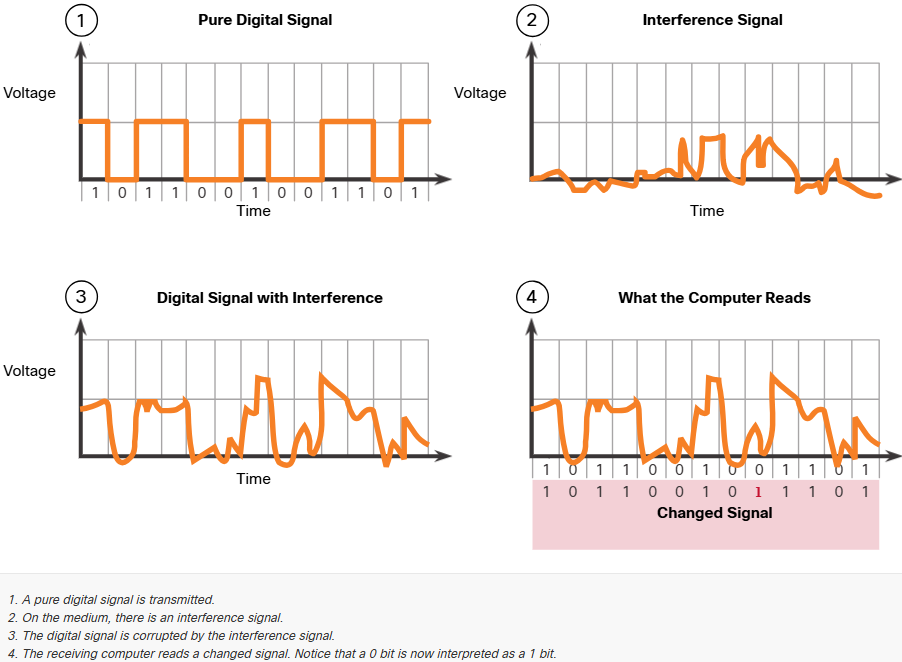 1 Pure Digital Signal
Voltage
1 0 1 1 0 0 1 0 0 1 1 0 1
Time
2 Interference Signal
Voltage
Time
3 Digital Signal with Interference
Voltage
Time
4 What the Computer Reads
1 0 1 1 0 0 1 0 0 1 1 0 1
1 0 1 1 0 0 1 0 1 1 1 0 1
Changed Signal
1. A pure digital signal is transmitted.
2. On the medium, there is an interference signal.
3. The digital signal is corrupted by the interference signal.
4. The receiving computer reads a changed signal. Notice that a 0 bit is now interpreted as a 1 bit.